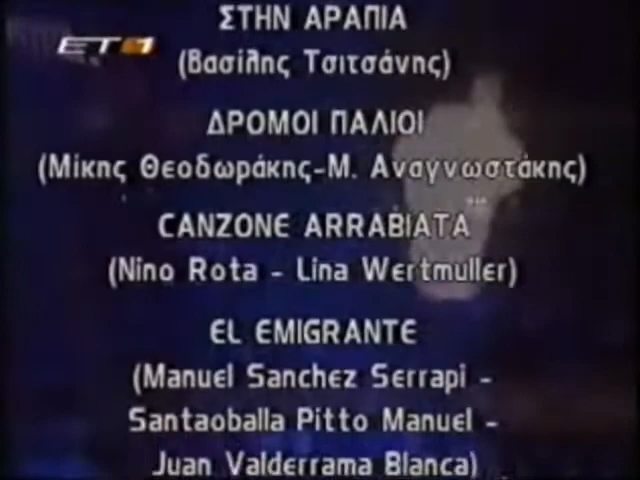 ΣΤΗΝ ΑΡΑΠΙΑ
ΕΤ1
(Βασίλης Τσιτσάνης)
ΔΡΟΜΟΙ ΠΑΛΙΟΙ
(Μίκης Θεοδωράκης-Μ. Αναγνωστάκης)
CANZONE ARRABIATA
(Nino Rota - Lina Wertmuller)
EL EMIGRANTE
(Manuel Sanchez Serrapi -
Santaoballa Pitto Manuel -
Juan Valderrama Blanca)